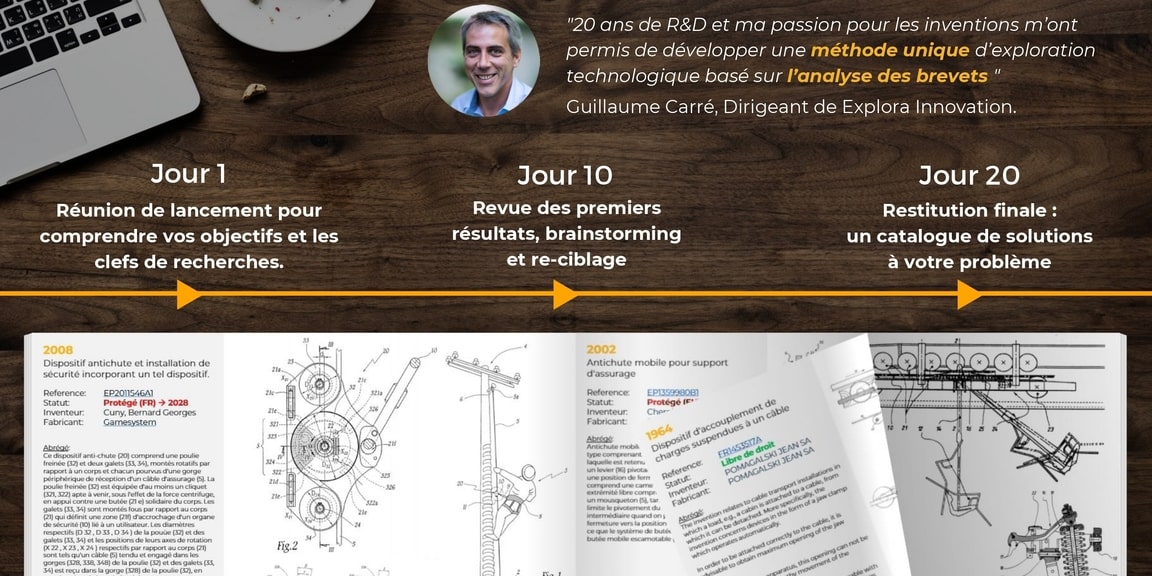 "20 ans de R&D et ma passion pour les inventions m'ont
permis de développer une méthode unique d'exploration
technologique basé sur l'analyse des brevets "
Guillaume Carré, Dirigeant de Explora Innovation.
Jour 1
Réunion de lancement pour
comprendre vos objectifs et les
clefs de recherches.
Jour 10
Revue des premiers
résultats, brainstorming
et re-ciblage
Jour 20
Restitution finale :
un catalogue de solutions
à votre problème
2008
Dispositif antichute et installation de
sécurité incorporant un tel dispositif.
Reference: EP2011546A1
Statut: Protégé (FR) → 2028
Inventeur: Cuny, Bernard Georges
Fabricant: Gamesystem
Abrégé:
Ce dispositif anti-chute (20) comprend une poulie
freinée (32) et deux galets (33, 34), montés rotatifs par
rapport à un corps et chacun pourvus d'une gorge
périphérique de réception d'un câble d'assurage (5). La
poulie freinée (32) est équipée d'au moins un cliquet
(321, 322) apte à venir, sous l'effet de la force centrifuge,
en appui contre une butée (21) solidaire du corps. Les
galets (33, 34) sont montés fous par rapport au corps
(21) qui définit une zone (21f) d'accrochage d'un organe
de sécurité (10) lié à un utilisateur. Les diamètres
respectifs (D 32 , D 33 , D 34 ) de la pouie (32) et des
galets (33, 34) et les positions de leurs axes de rotation
(X 22 , X 23 , X 24 ) respectifs par rapport au corps (21)
sont tels qu'un câble (5) tendu et engagé dans les
gorges (328, 338, 348) de la poulie (32) et des galets (33,
34) est reçu dans la gorge (328) de la poulie (32), en
Fig.2
2002
Antichute mobile pour support
d'assurage
Reference: EP1359980B1
Statut: Protégé
Inventeur:
Fabricant:
Abrégé:
Antichute mobil
type comprenant
laquelle est retenu
un levier (16) pivota
une position de ferm
comprend une came
extrémité libre compr
un mousqueton (5), tar
limite le pivotement du
intermédiaire quand on
fermeture vers la position
ce que le système de butée
butée mobile escamotable
1964
Dispositif d'accouplement de
charges suspendues à un câble
Reference: FR1453517A
Statut: Libre de droit
Inventeur: POMAGALSKI JEAN SA
Fabricant: POMAGALSKI JEAN SA
Abrégé:
The invention relates to cable transport installations in
which a load, e.g. a cabin is attached to a cable, from
which it can be detached. More specifically, the
invention concerns devices in the form of a jaw clamp
which operates automatically.
In order to be attached correctly to the cable, it is
advisable to obtain maximum opening of the jaw